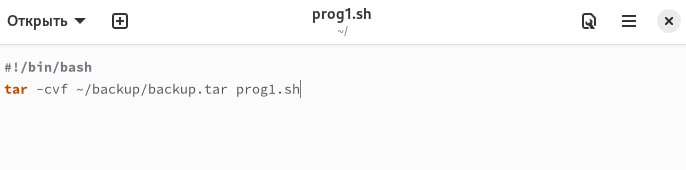 Открыть
prog1.sh
~/
#!/bin/bash
tar -cvf ~/backup/backup.tar prog1.sh